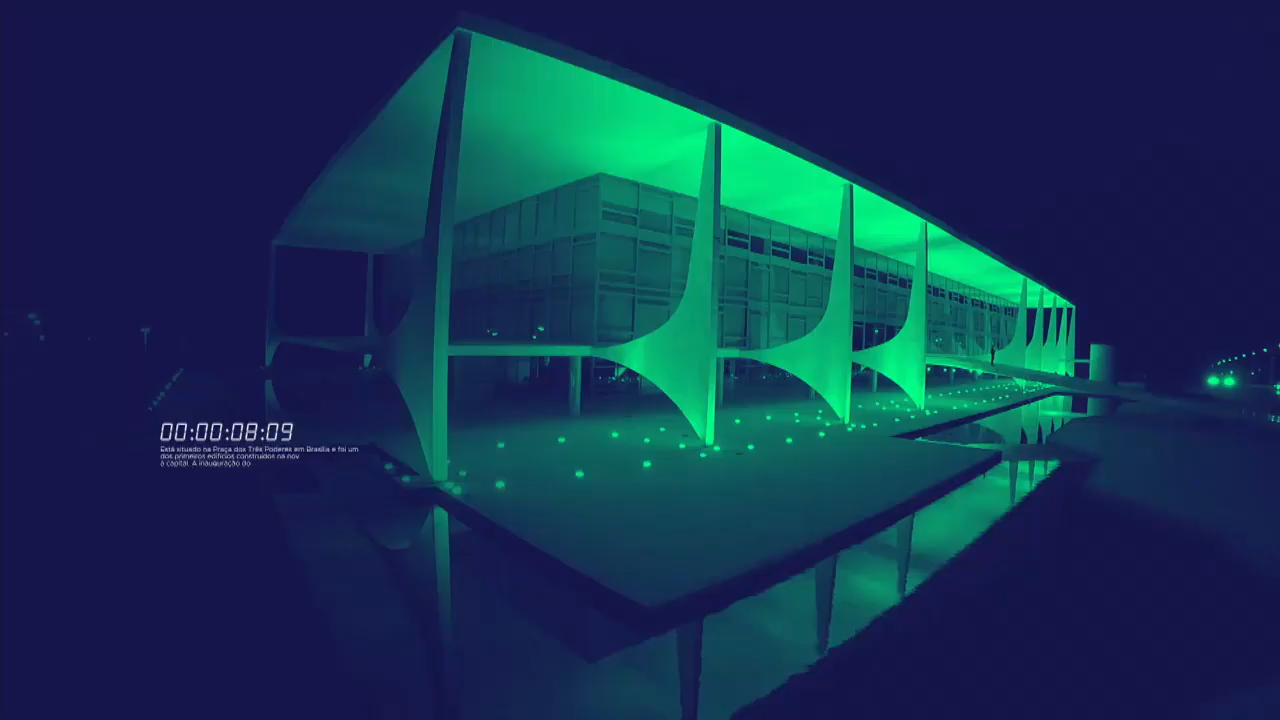 00:00:08:09
Está situado na Praça dos Três Poderes em Brasília e foi um
dos primeiros edifícios construídos na nov
a capital. A inauguração do